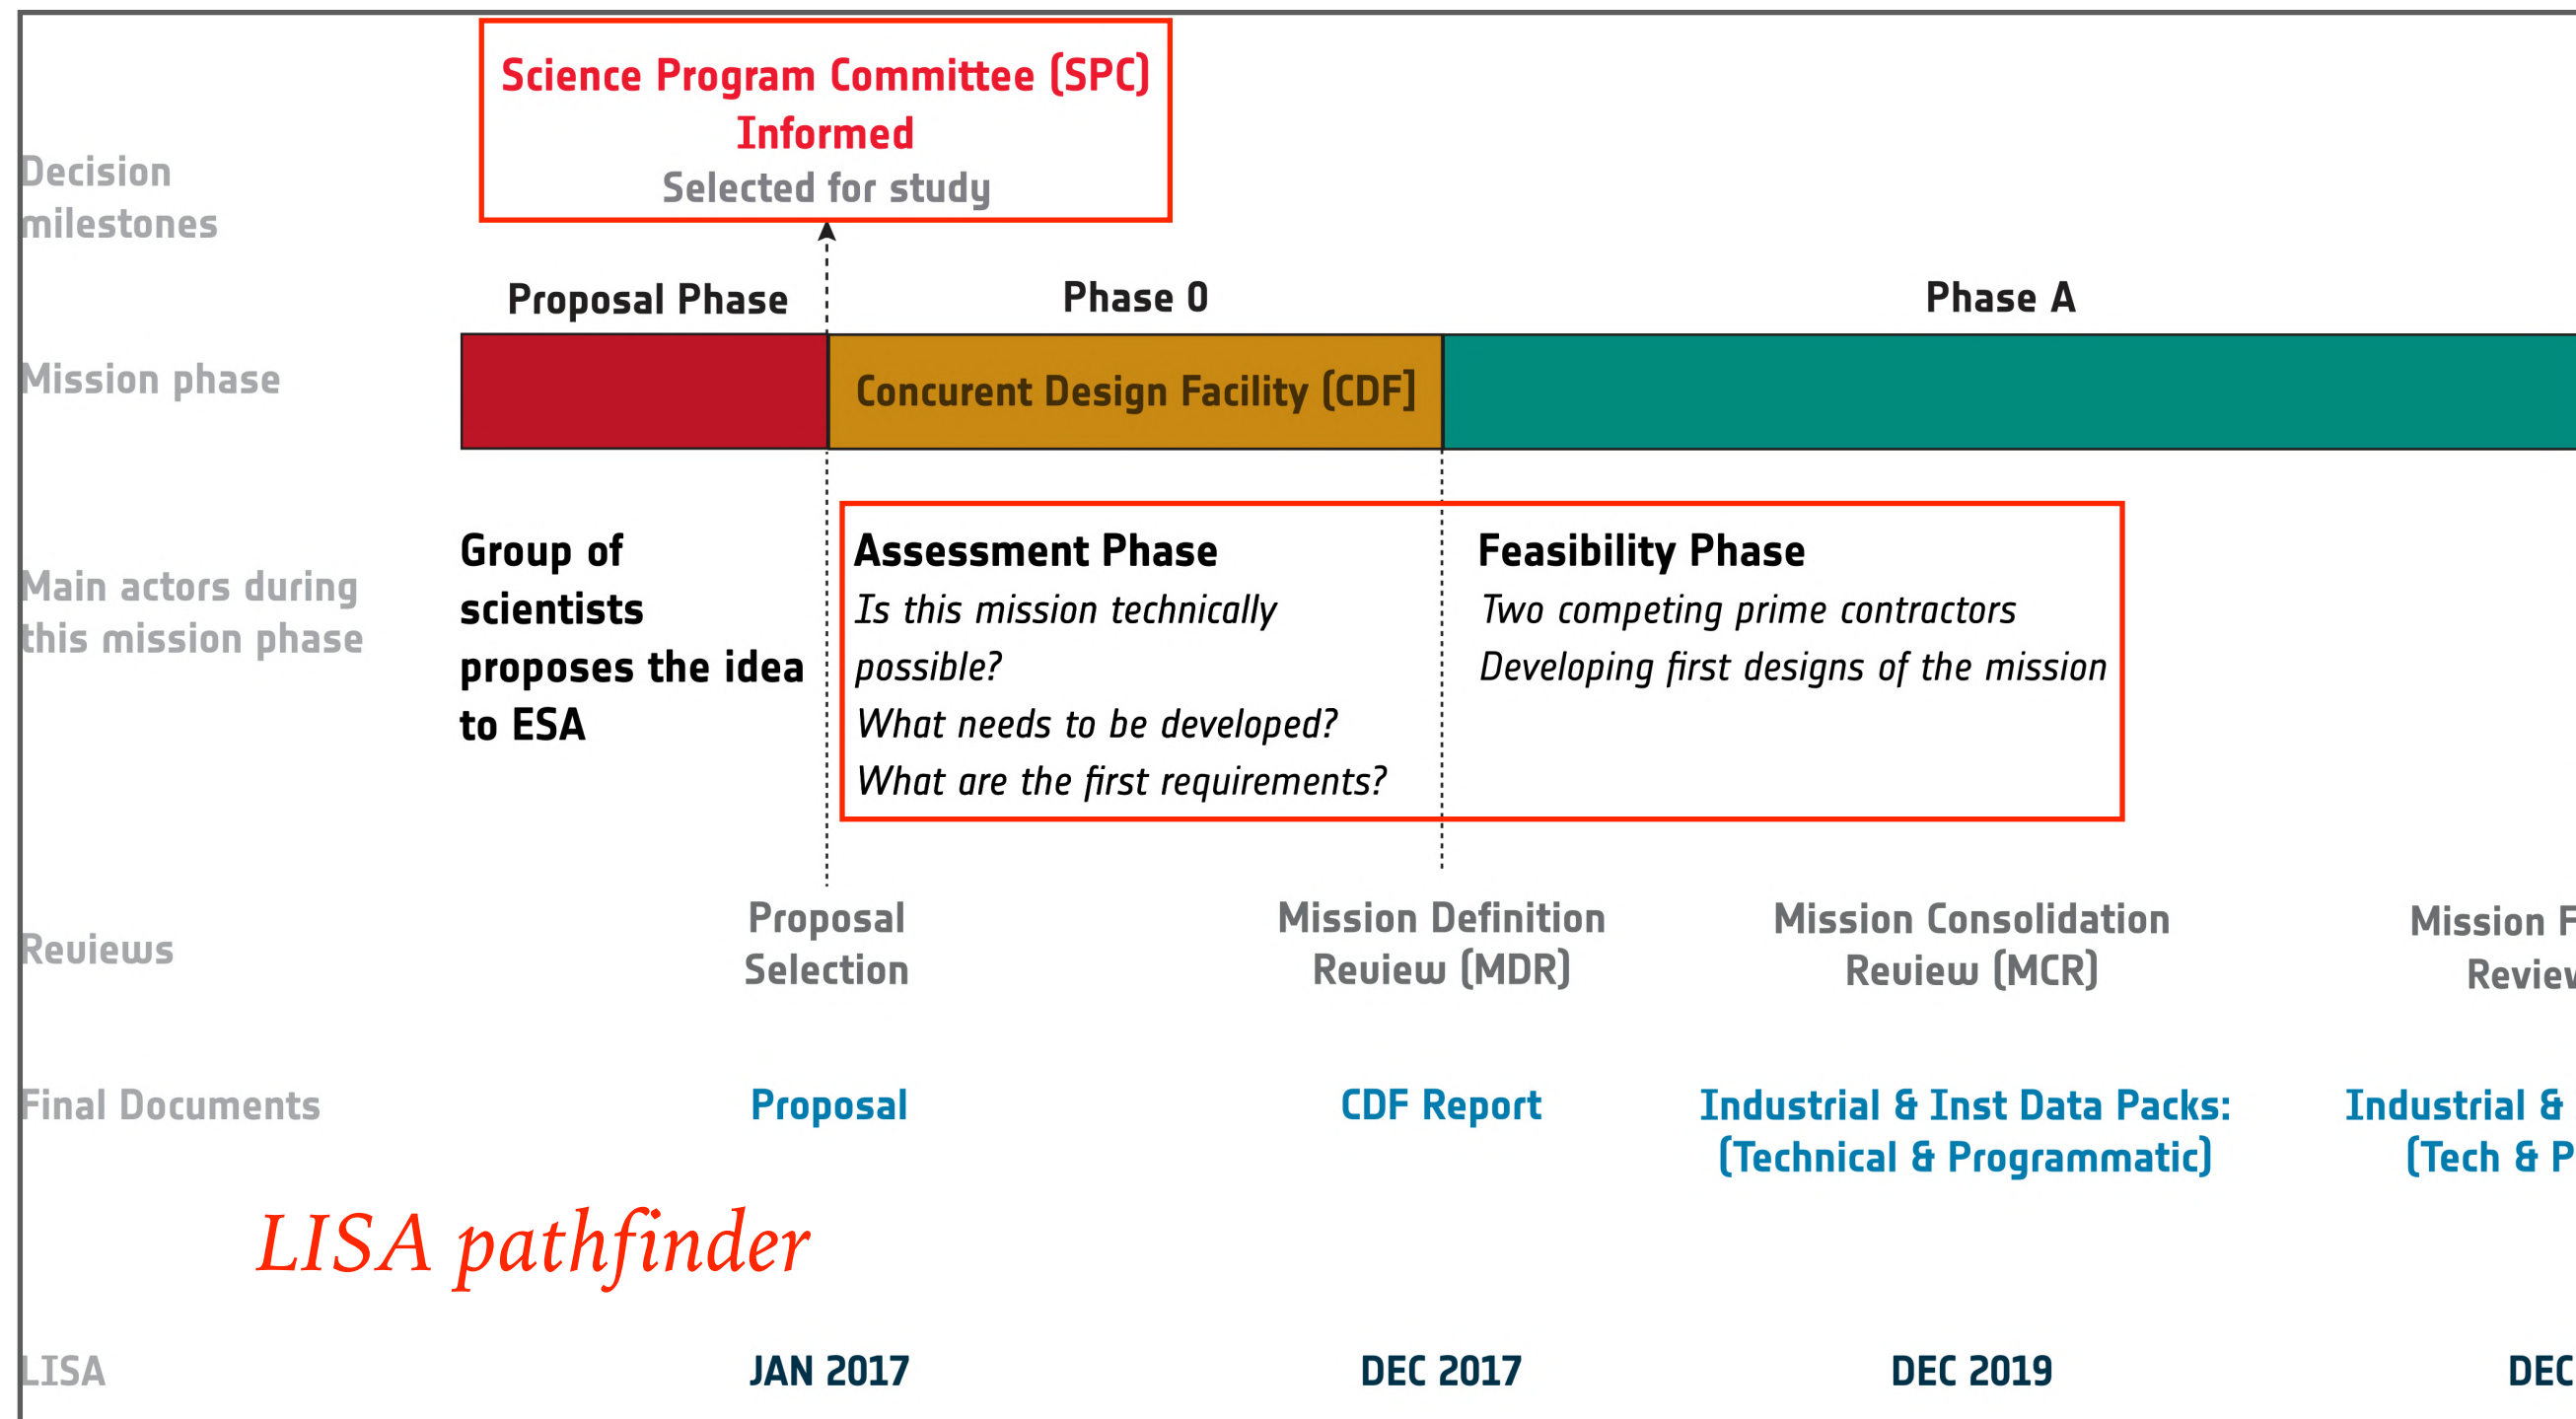 Science Program Committee (SPC)
Informed
Selected for study
Decision
milestones
Proposal Phase
Phase 0
Phase A
Mission phase
Concurent Design Facility (CDF]
Main actors during
this mission phase
Group of
scientists
proposes the idea
to ESA
Assessment Phase
Is this mission technically
possible?
What needs to be developed?
What are the first requirements?
Feasibility Phase
Two competing prime contractors
Developing first designs of the mission
Reviews
Proposal
Selection
Mission Definition
Review (MDR)
Mission Consolidation
Review (MCR)
Mission
Final Documents
Proposal
CDF Report
Industrial & Inst Data Packs:
(Technical & Programmatic)
Industrial &
(Tech &
LISA pathfinder
LISA
JAN 2017
DEC 2017
DEC 2019
DEC